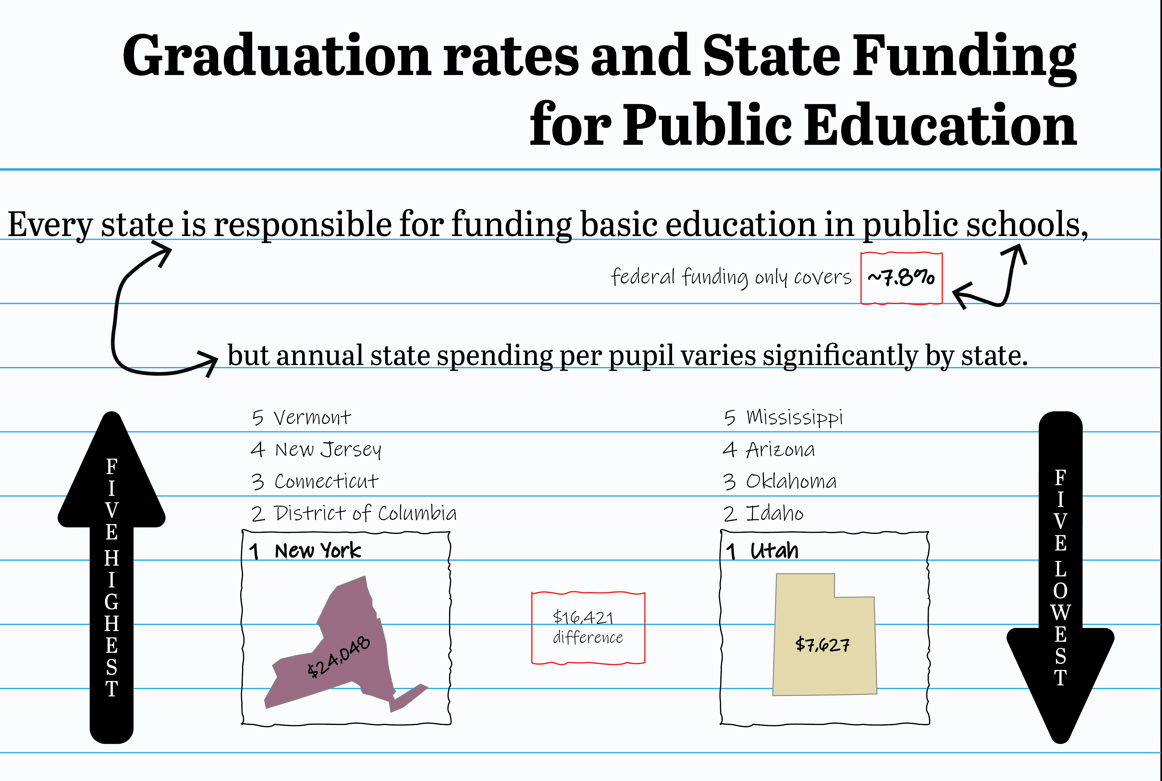 Graduation rates and State Funding
for Public Education
Every state is responsible for funding basic education in public schools,
federal funding only covers ~7.8%
but annual state spending per pupil varies significantly by state.
FIVE HIGHEST
5 Vermont
4 New Jersey
3 Connecticut
2 District of Columbia
1 New York
$24,048
$16,421
difference
5 Mississippi
4 Arizona
3 Oklahoma
2 Idaho
1 Utah
$7,627
FIVE LOWEST